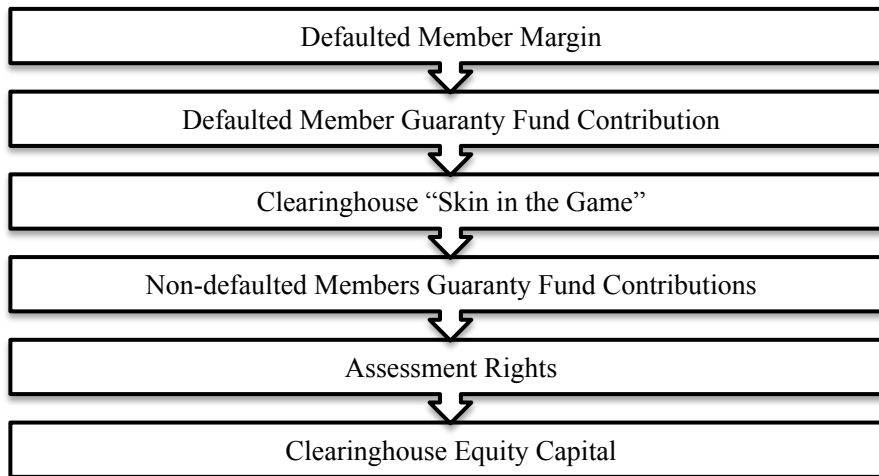 Defaulted Member Margin
Defaulted Member Guaranty Fund Contribution
Clearinghouse “Skin in the Game”
Non-defaulted Members Guaranty Fund Contributions
Assessment Rights
Clearinghouse Equity Capital